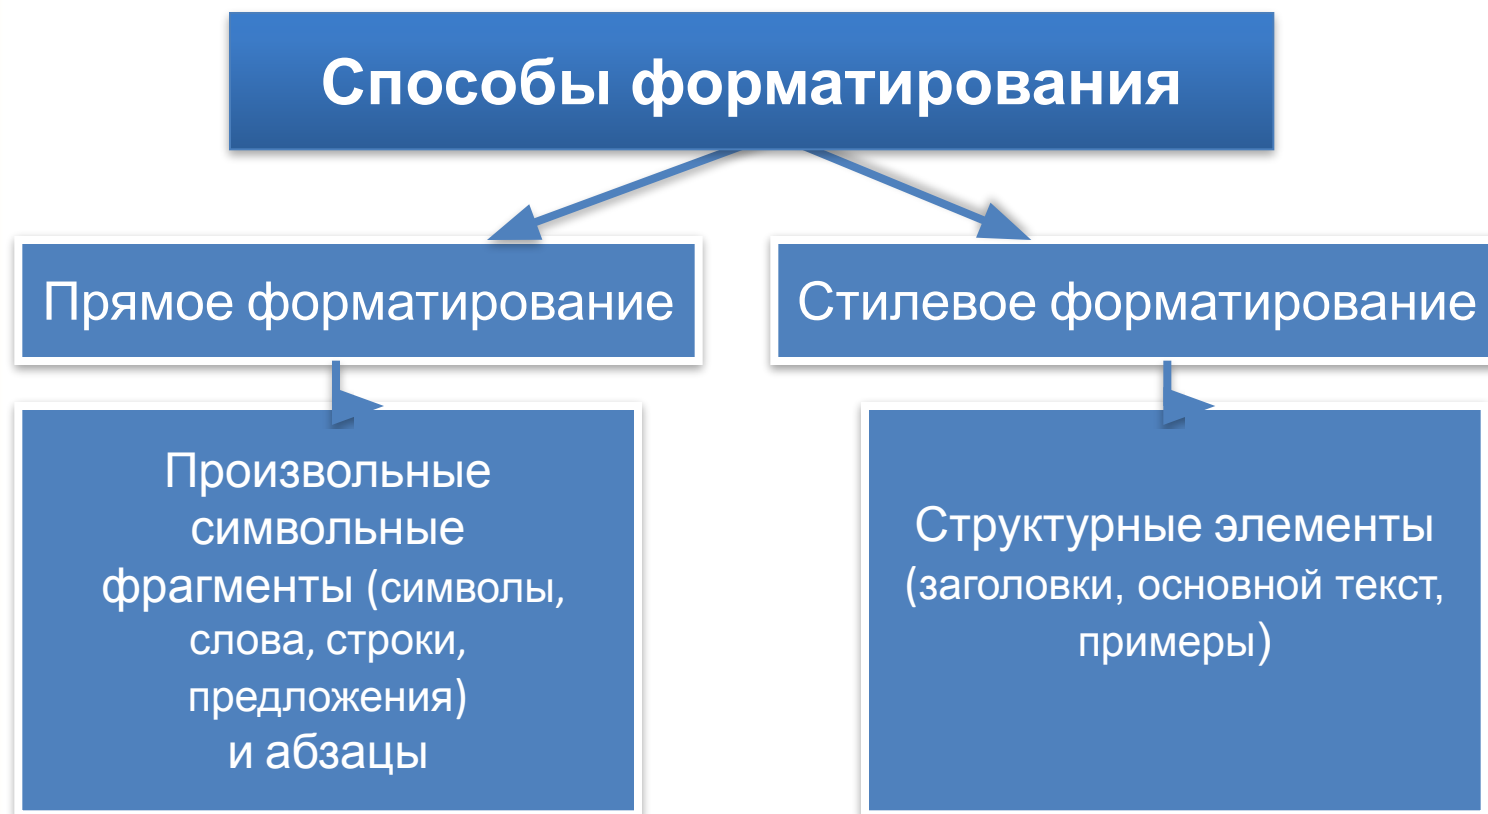 Способы форматирования
Прямое форматирование
Стилевое форматирование
Произвольные
символьные
фрагменты (символы,
слова, строки,
предложения)
и абзацы
Структурные элементы
(заголовки, основной текст,
примеры)